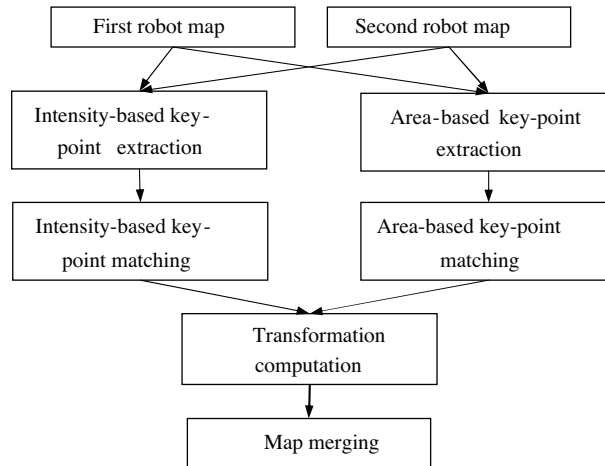 First robot map
Second robot map
Intensity-based key-
point extraction
Area-based key-point
extraction
Intensity-based key-
point matching
Area-based key-point
matching
Transformation
computation
Map merging